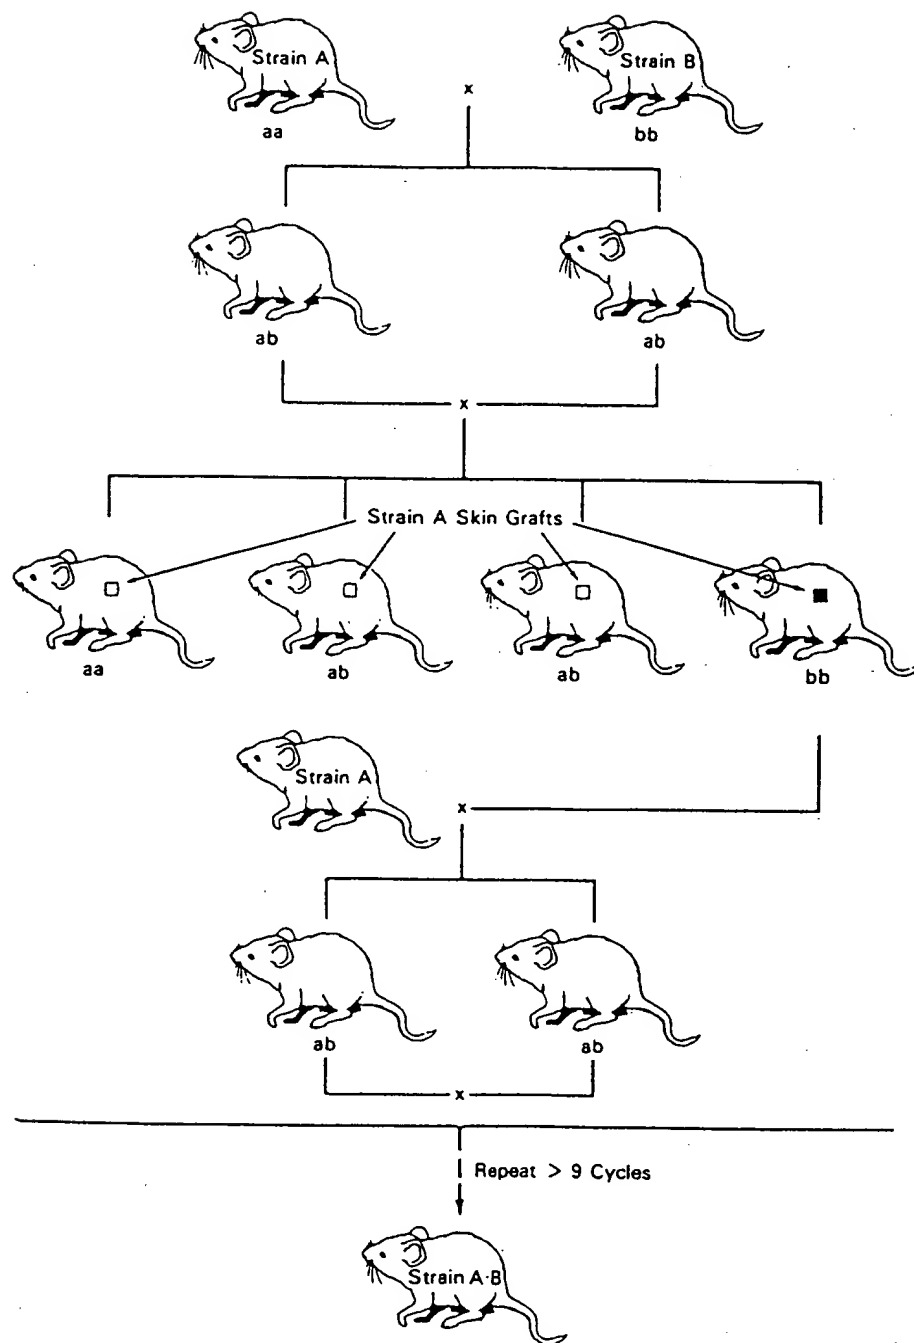 Strain A
Strain B
x
aa
bb
ab
ab
x
Strain A Skin Grafts
aa
ab
ab
bb
Strain A
x
ab
ab
x
Repeat > 9 Cycles
Strain A·B